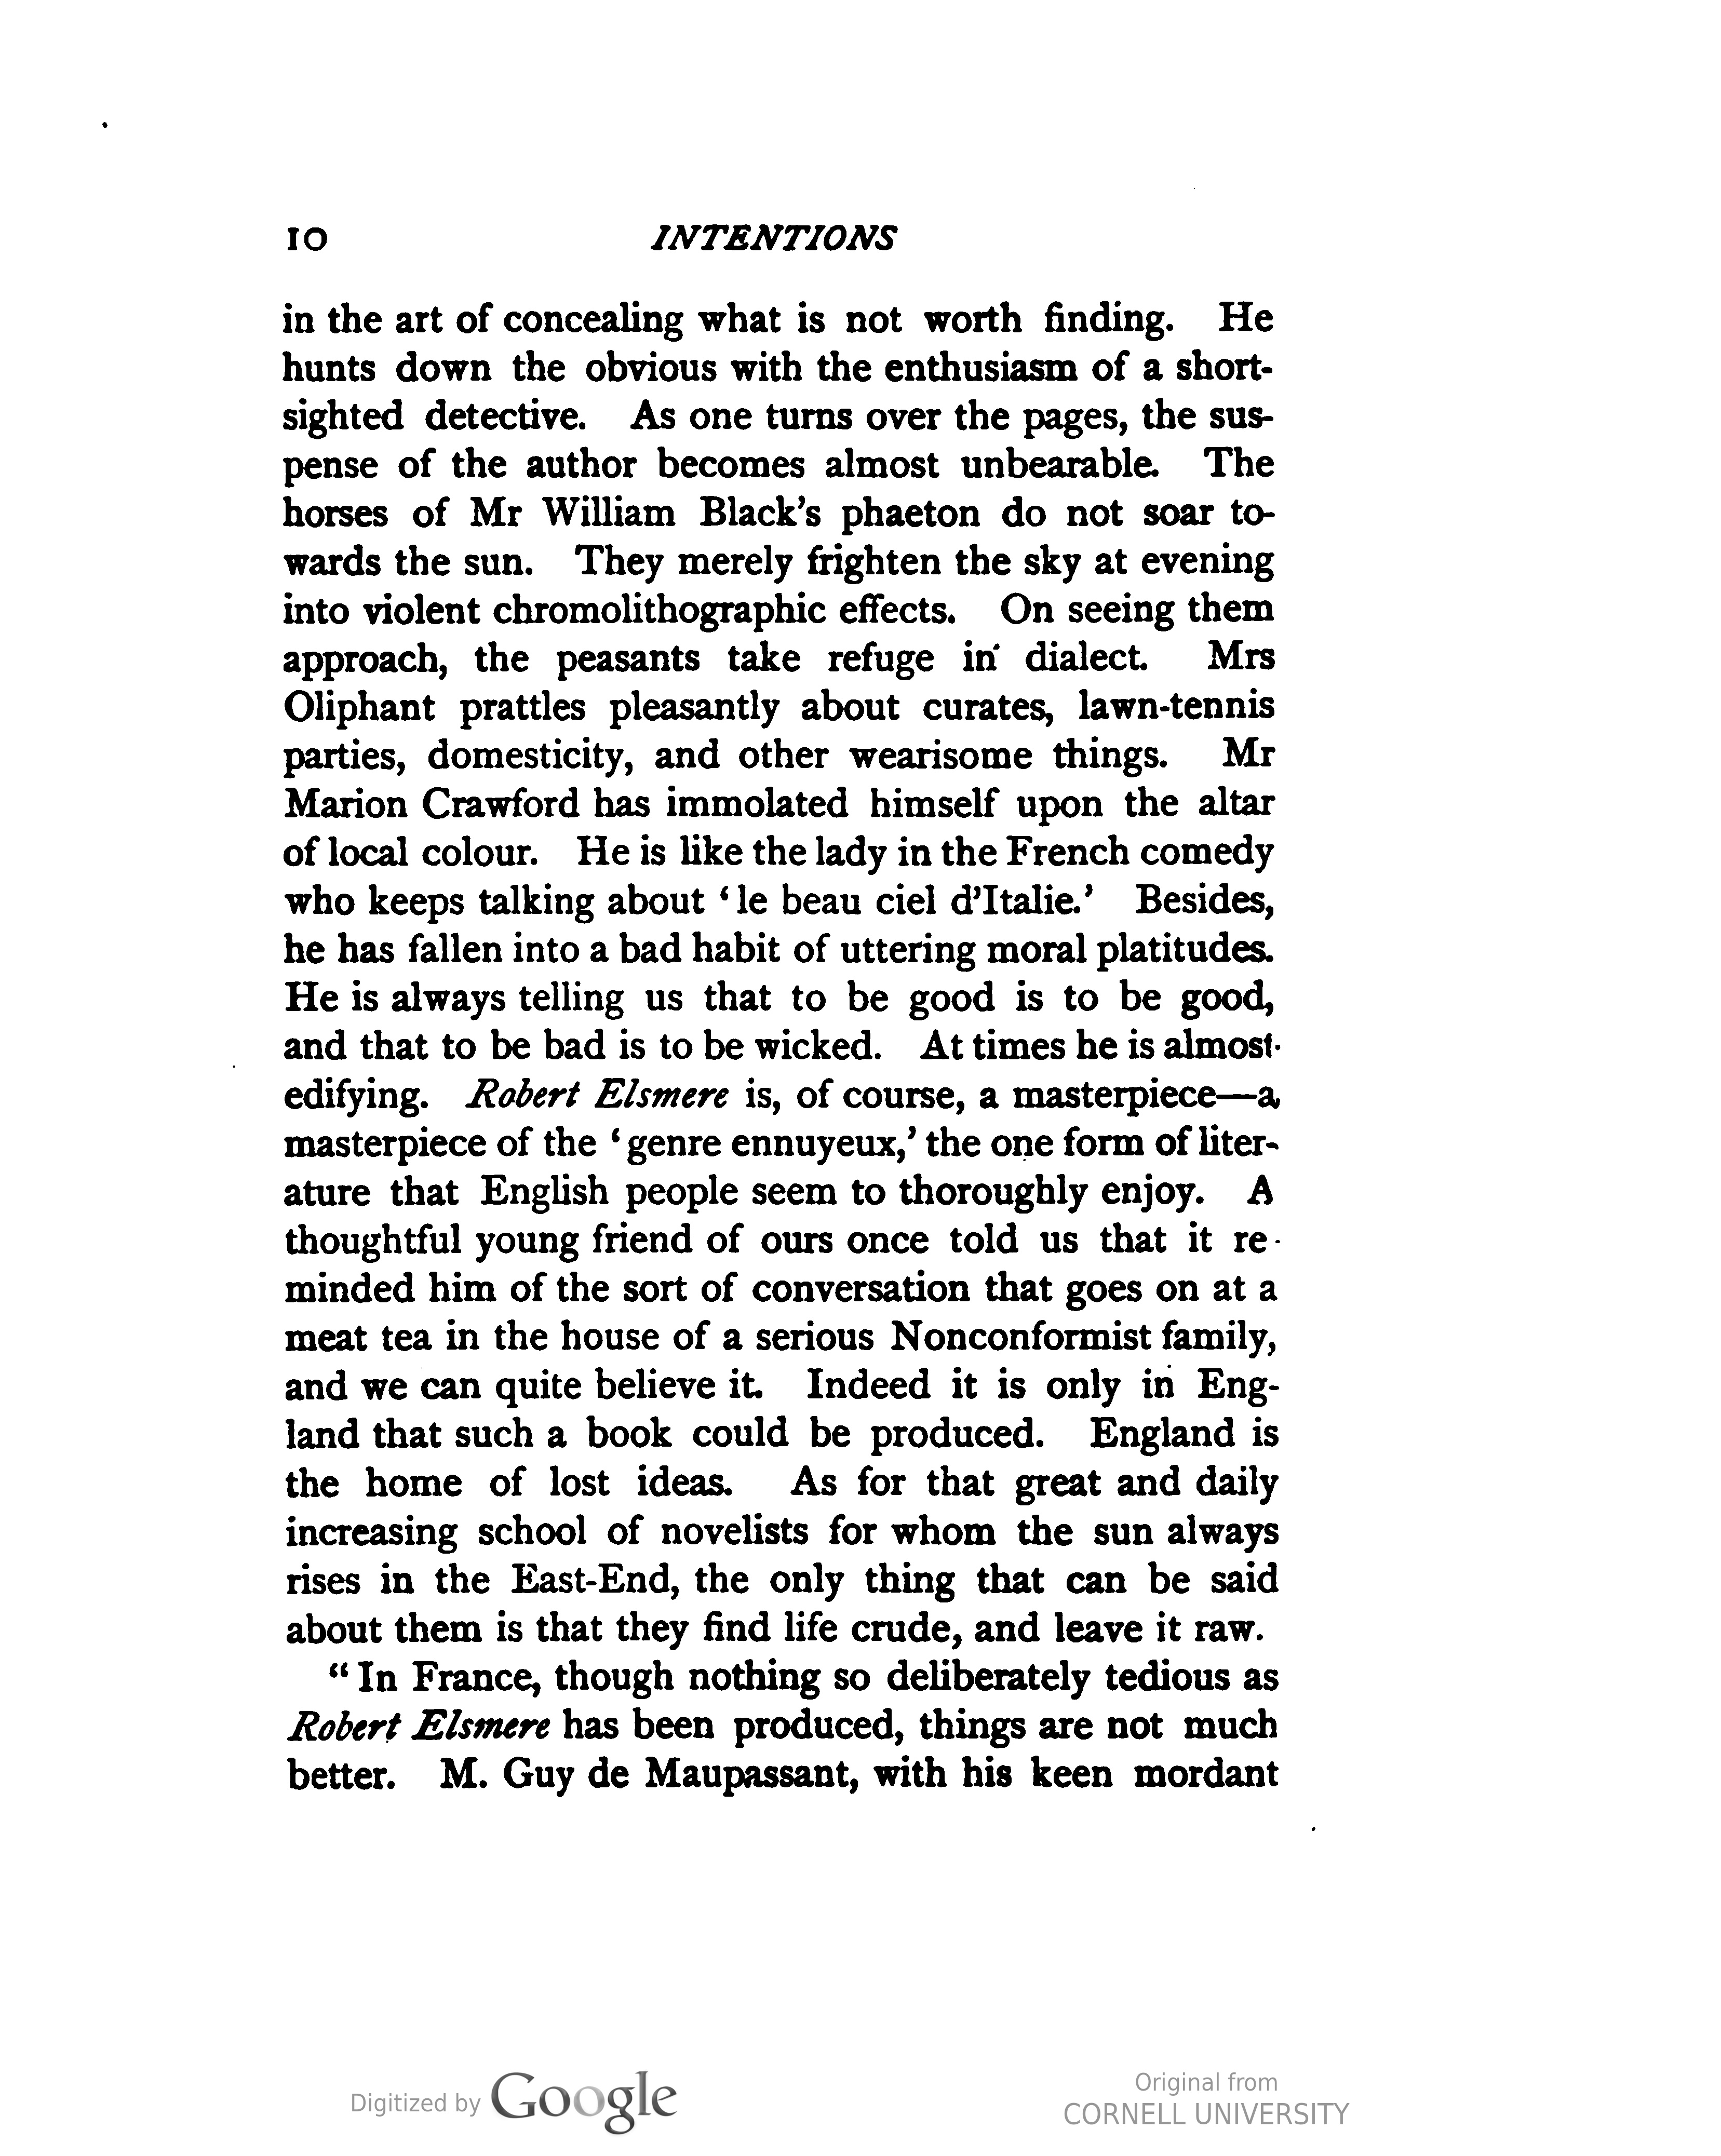 10 INTENTIONS
in the art of concealing what is not worth finding. He
hunts down the obvious with the enthusiasm of a short-
sighted detective. As one turns over the pages, the sus-
pense of the author becomes almost unbearable. The
horses of Mr William Black's phaeton do not soar to-
wards the sun. They merely frighten the sky at evening
into violent chromolithographic effects. On seeing them
approach, the peasants take refuge in dialect. Mrs
Oliphant prattles pleasantly about curates, lawn-tennis
parties, domesticity, and other wearisome things. Mr
Marion Crawford has immolated himself upon the altar
of local colour. He is like the lady in the French comedy
who keeps talking about ‘le beau ciel d'Italie.’ Besides,
he has fallen into a bad habit of uttering moral platitudes.
He is always telling us that to be good is to be good,
and that to be bad is to be wicked. At times he is almost
edifying. Robert Elsmere is, of course, a masterpiece—a
masterpiece of the ‘genre ennuyeux,’ the one form of liter-
ature that English people seem to thoroughly enjoy. A
thoughtful young friend of ours once told us that it re-
minded him of the sort of conversation that goes on at a
meat tea in the house of a serious Nonconformist family,
and we can quite believe it. Indeed it is only in Eng-
land that such a book could be produced. England is
the home of lost ideas. As for that great and daily
increasing school of novelists for whom the sun always
rises in the East-End, the only thing that can be said
about them is that they find life crude, and leave it raw.
“In France, though nothing so deliberately tedious as
Robert Elsmere has been produced, things are not much
better. M. Guy de Maupassant, with his keen mordant
Digitized by Google
Original from
CORNELL UNIVERSITY